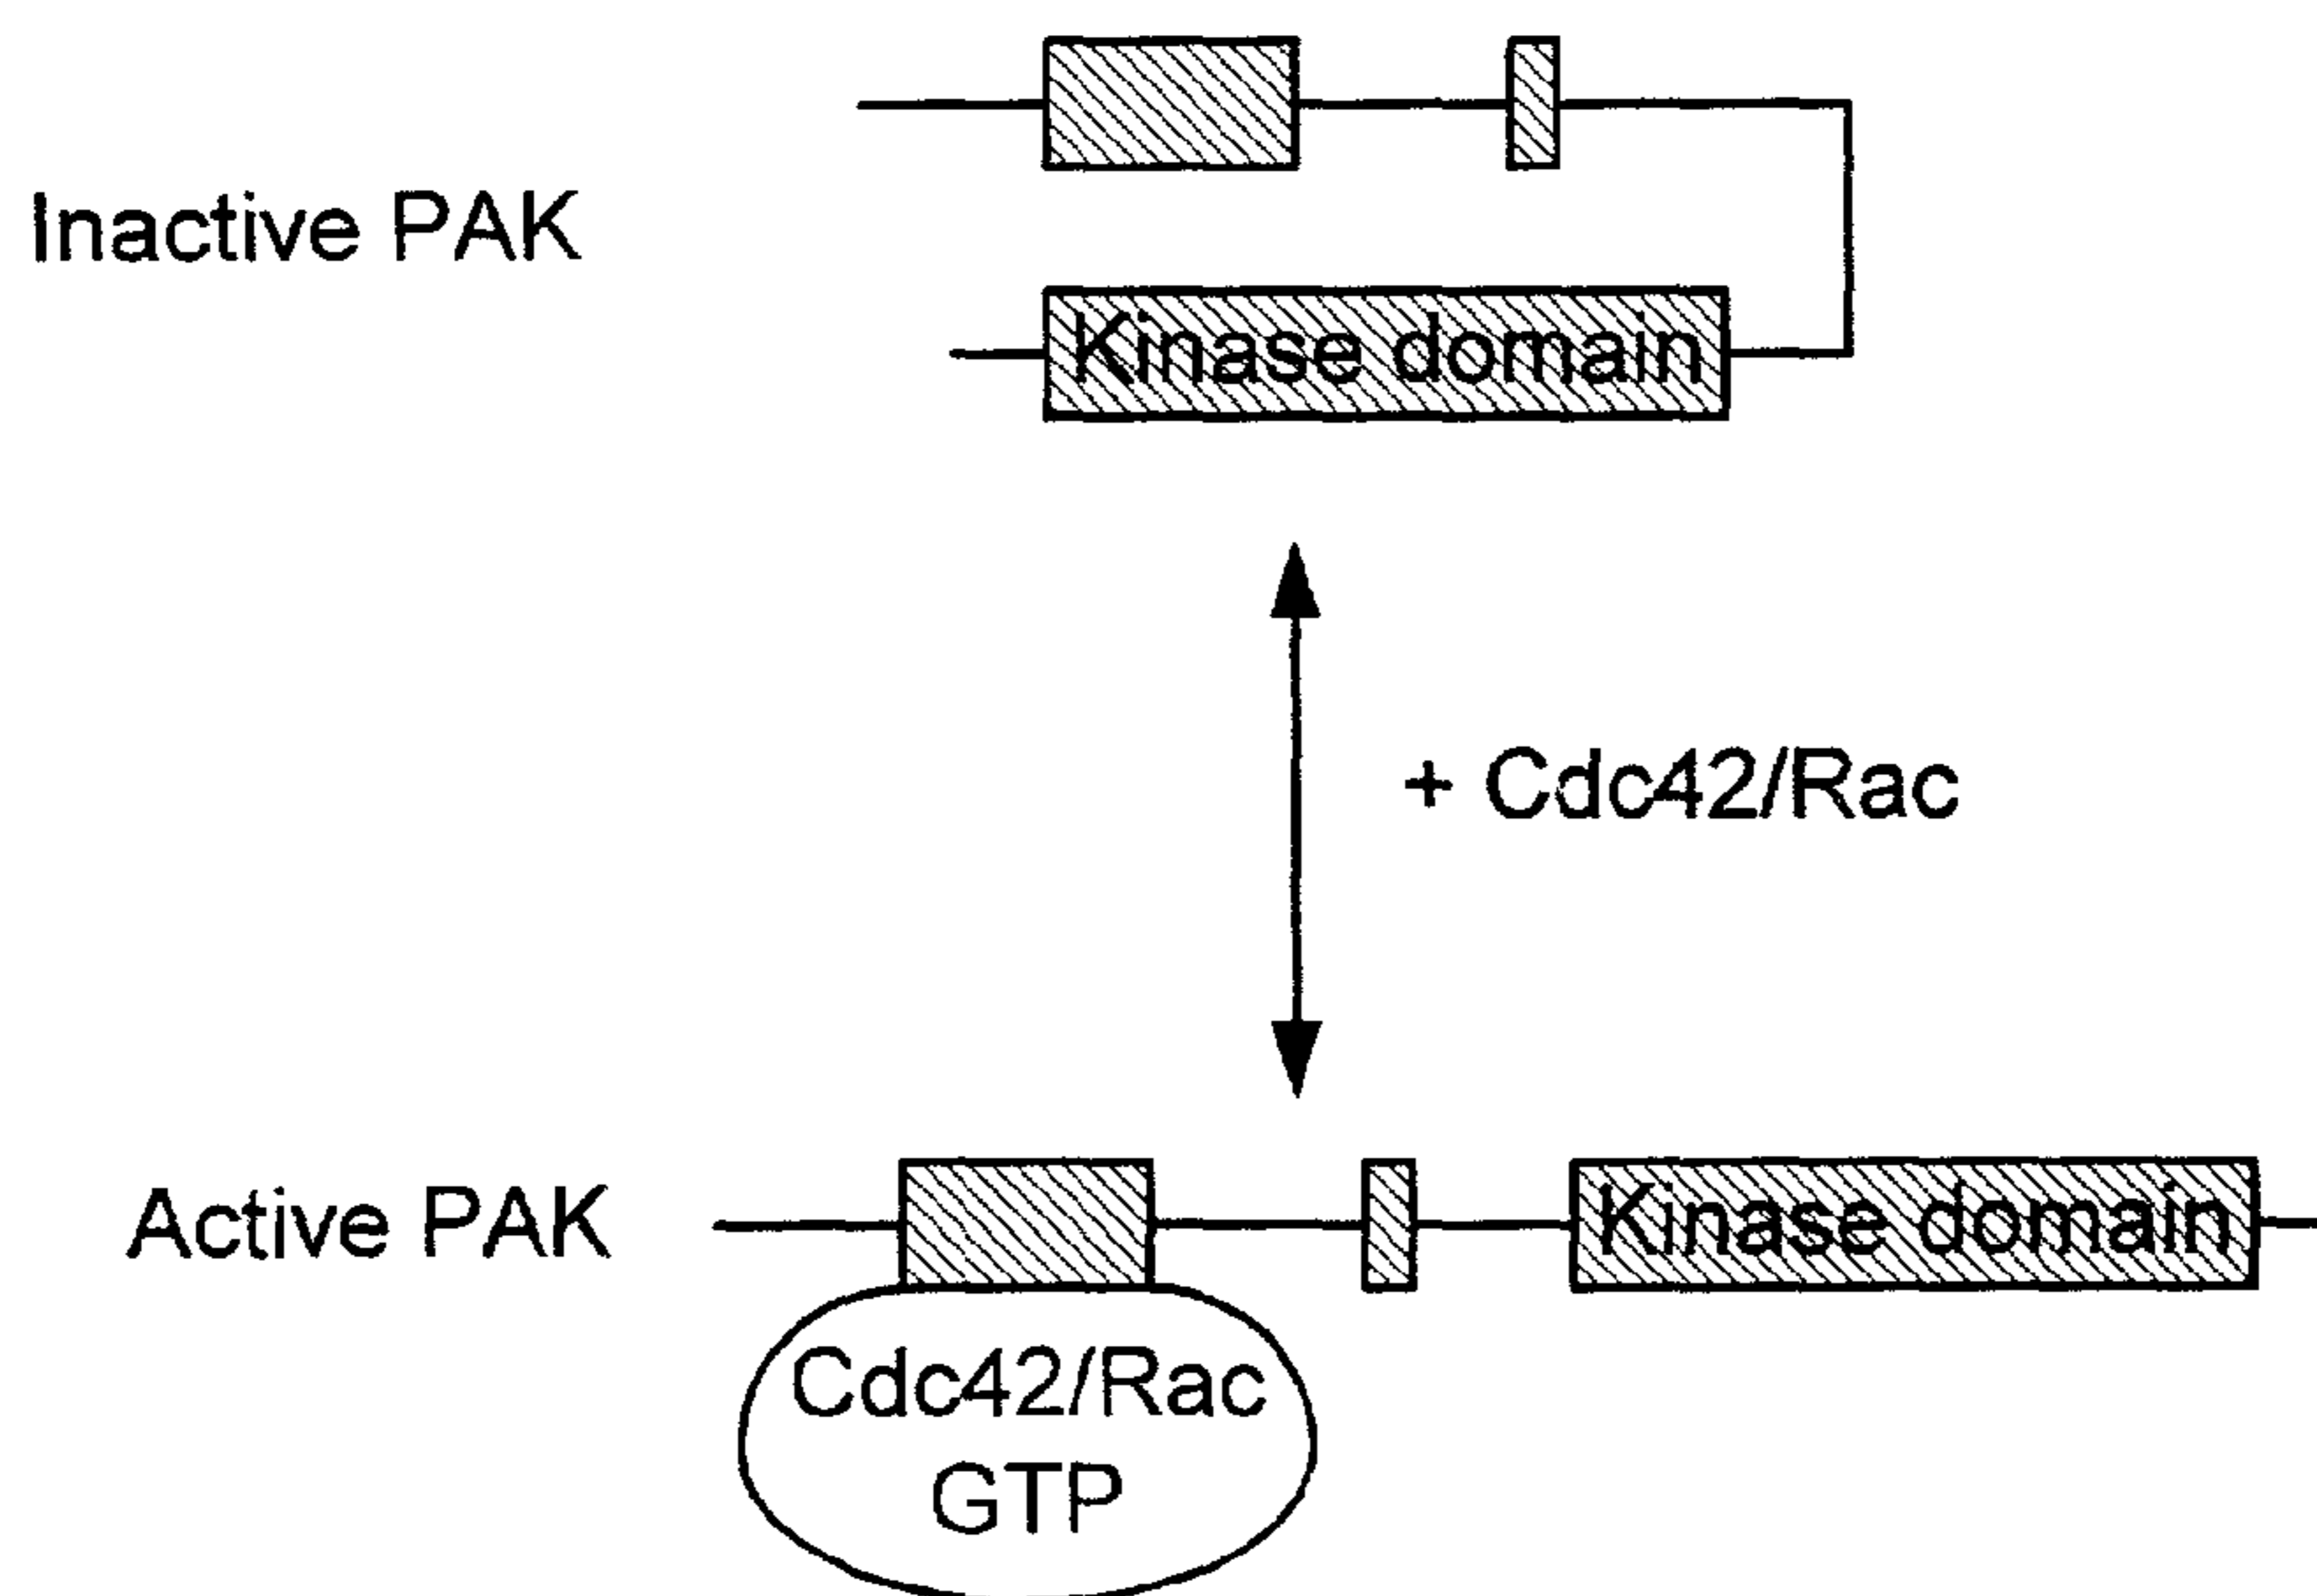 Inactive PAK
Kinase domain
+ Cdc42/Rac
Active PAK
Kinase domain
Cdc42/Rac
GTP